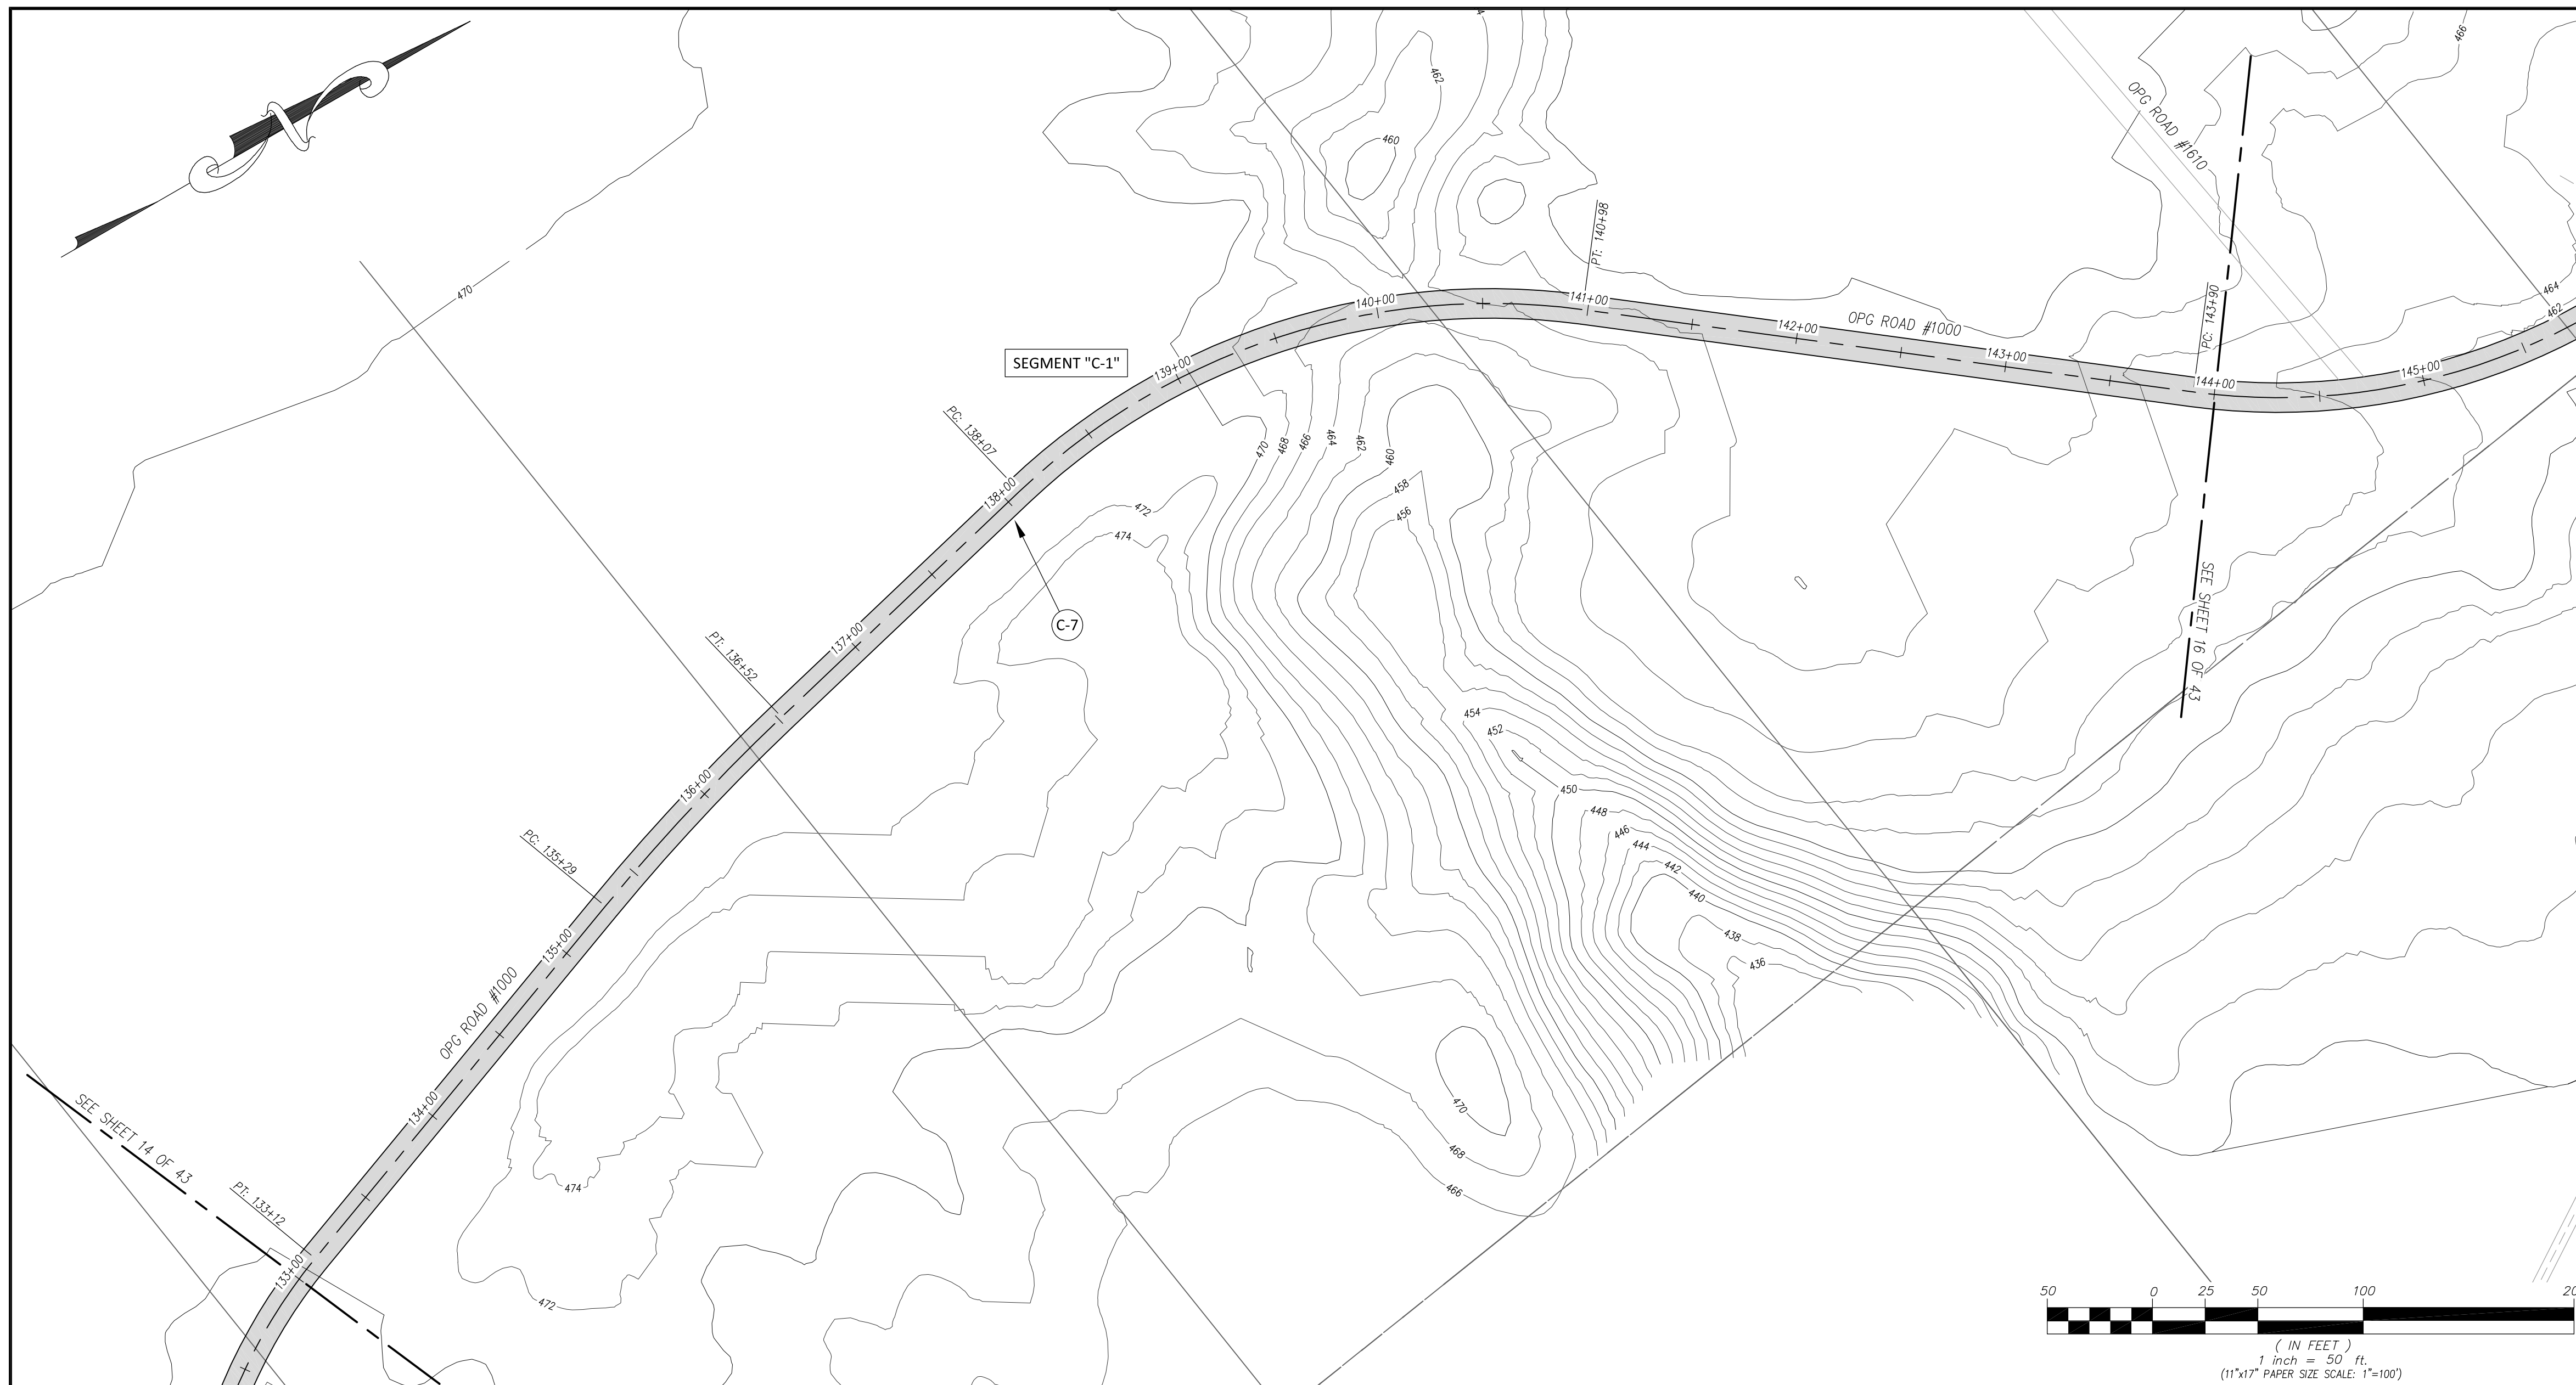 466
462
460
OPG ROAD #1610
PT: 140+98
470
464
462
PC: 143+90
140+00
141+00
142+00
OPG ROAD #1000
143+00
144+00
145+00
SEGMENT "C-1"
139+00
PC: 138+07
138+00
470
468
466
464
462
460
458
456
472
474
C-7
SEE SHEET 16 OF 43
137+00
PT: 136+52
454
452
136+00
450
448
446
444
442
440
438
436
PC: 135+29
135+00
OPG ROAD #1000
134+00
470
468
466
SEE SHEET 14 OF 43
PT: 133+12
474
133+00
472
50 0 25 50 100
( IN FEET )
1 inch = 50 ft.
(11"x17" PAPER SIZE SCALE: 1"=100')